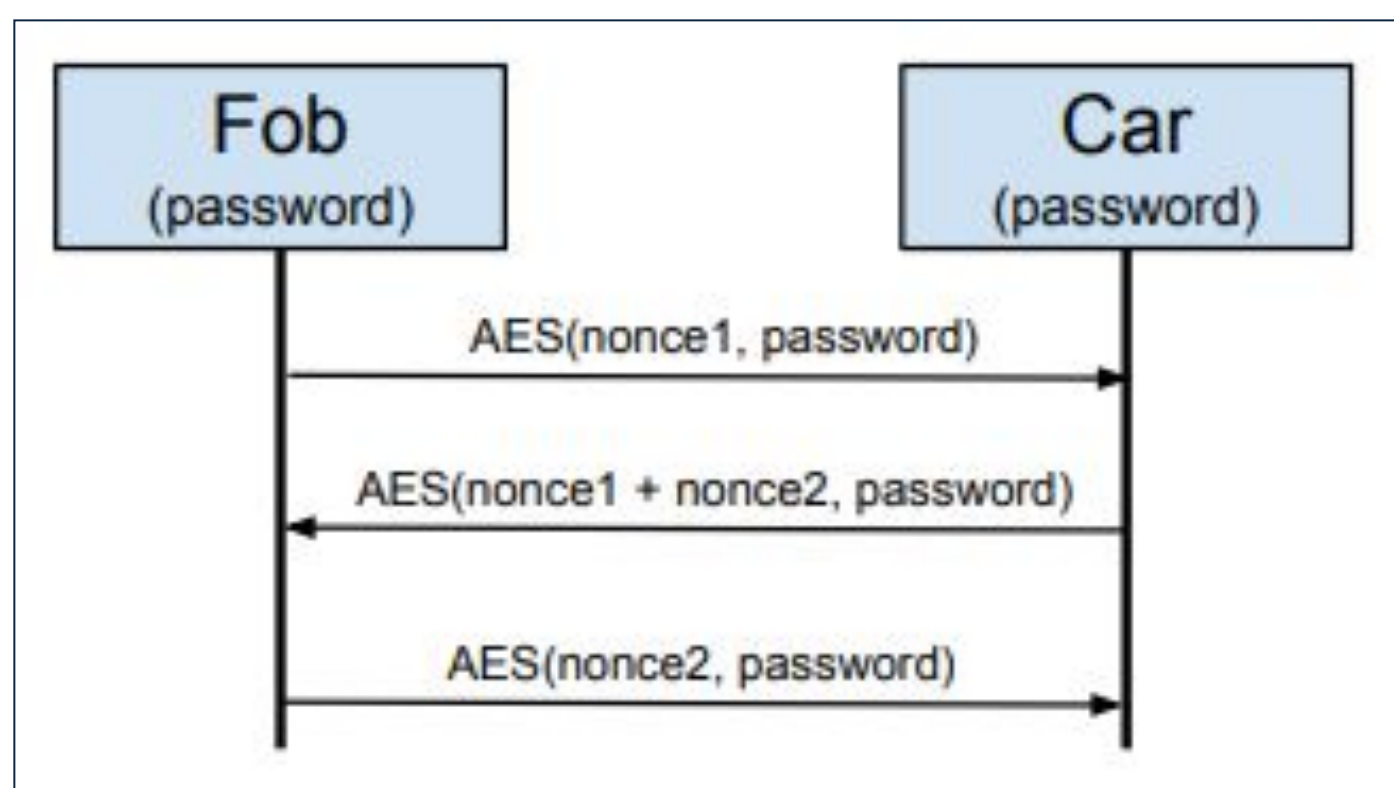 Fob
(password)
Car
(password)
AES(nonce1, password)
AES(nonce1 + nonce2, password)
AES(nonce2, password)